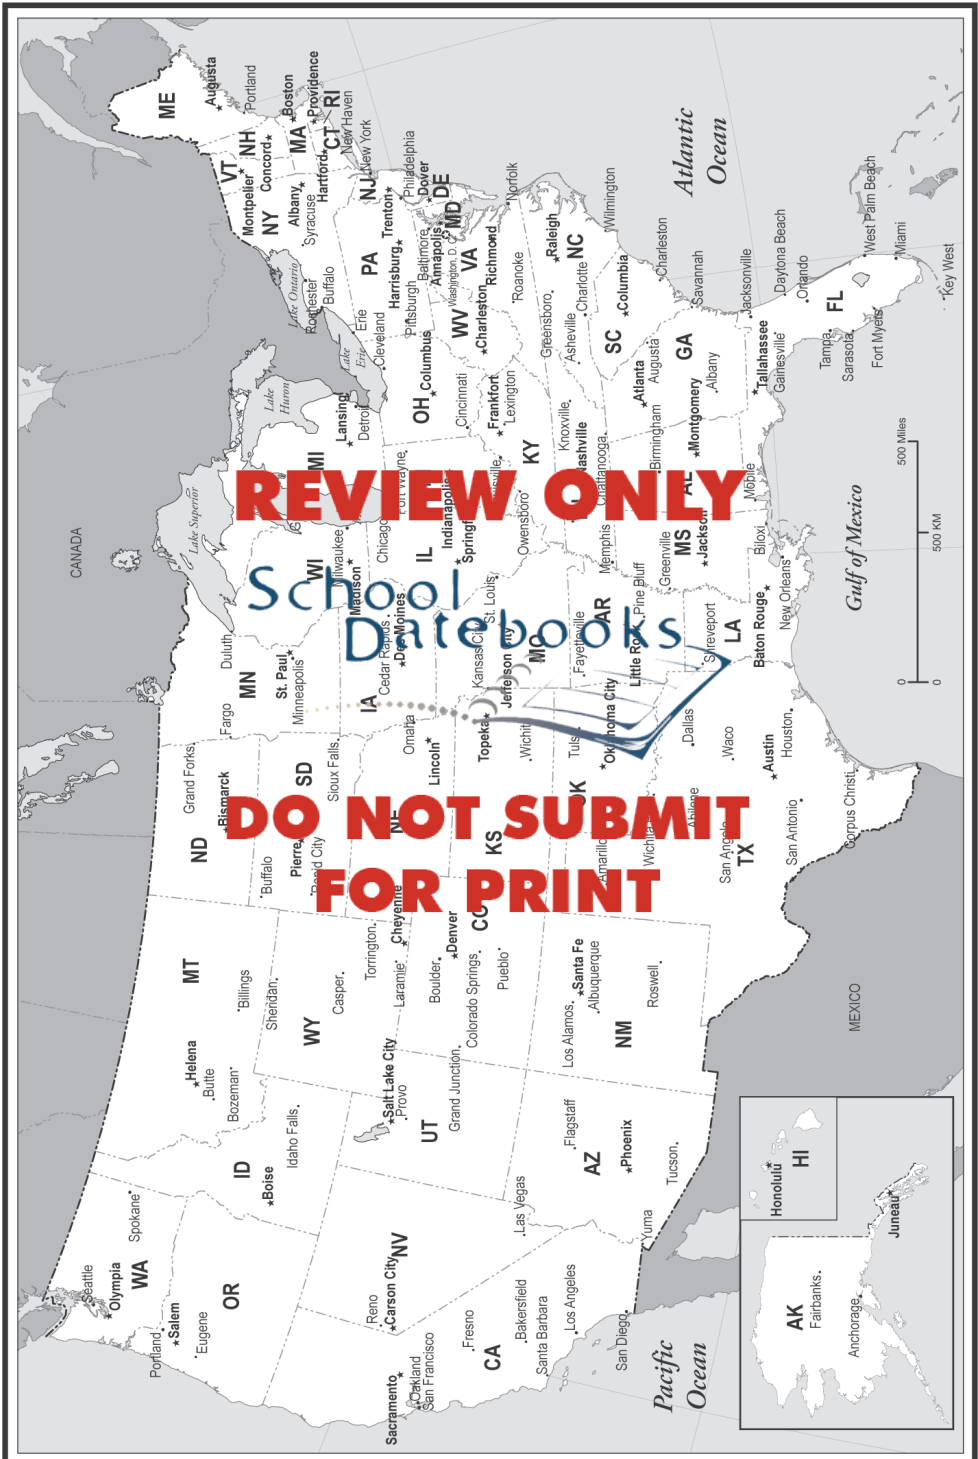 REVIEW ONLY
School
Datebooks
DO NOT SUBMIT
FOR PRINT
CANADA
MEXICO
Pacific
Ocean
Atlantic
Ocean
Gulf of Mexico
Lake Superior
Lake
Huron
Lake
Erie
Lake Ontario
500 Miles
500 KM
0
0
WA
Seattle
Olympia
Spokane
OR
Portland
Salem
Eugene
CA
Sacramento
Oakland
San Francisco
Fresno
Bakersfield
Santa Barbara
Los Angeles
San Diego
NV
Reno
Carson City
Las Vegas
ID
Boise
Idaho Falls
MT
Helena
Butte
Bozeman
Billings
WY
Sheridan
Casper
Torrington
Laramie
Cheyenne
UT
Salt Lake City
Provo
CO
Grand Junction
Boulder
Denver
Colorado Springs
Pueblo
AZ
Flagstaff
Phoenix
Tucson
Yuma
NM
Los Alamos
Santa Fe
Albuquerque
Roswell
ND
Bismarck
Grand Forks
Fargo
SD
Buffalo
Pierre
Sioux Falls
NE
Omaha
Lincoln
KS
Topeka
OK
Oklahoma City
TX
Amarillo
Abilene
San Angelo
Dallas
Waco
Austin
Houston
San Antonio
Corpus Christi
MN
Duluth
St. Paul
Minneapolis
IA
Cedar Rapids
Des Moines
MO
Kansas City
Jefferson City
St. Louis
AR
Fayetteville
Little Rock
Pine Bluff
LA
Shreveport
Baton Rouge
New Orleans
WI
Milwaukee
Madison
IL
Chicago
MI
Lansing
Detroit
Indianapolis
OH
Cleveland
Columbus
Cincinnati
KY
Frankfort
Lexington
Owensboro
Memphis
Nashville
Knoxville
Chattanooga
MS
Greenville
Jackson
Biloxi
AL
Birmingham
Montgomery
Mobile
GA
Atlanta
Augusta
Albany
Savannah
FL
Tallahassee
Gainesville
Jacksonville
Daytona Beach
Orlando
Tampa
Sarasota
Fort Myers
West Palm Beach
Miami
Key West
SC
Columbia
Charleston
NC
Raleigh
Greensboro
Charlotte
Asheville
Wilmington
VA
Richmond
Roanoke
Norfolk
WV
Charleston
MD
Baltimore
Annapolis
Washington, D. C.
DE
Dover
PA
Erie
Pittsburgh
Harrisburg
Philadelphia
NJ
Trenton
NY
Albany
Syracuse
Rochester
Buffalo
New York
CT
Hartford
New Haven
RI
Providence
MA
Boston
VT
Montpelier
NH
Concord
ME
Augusta
Portland
AK
Fairbanks
Anchorage
Juneau
HI
Honolulu